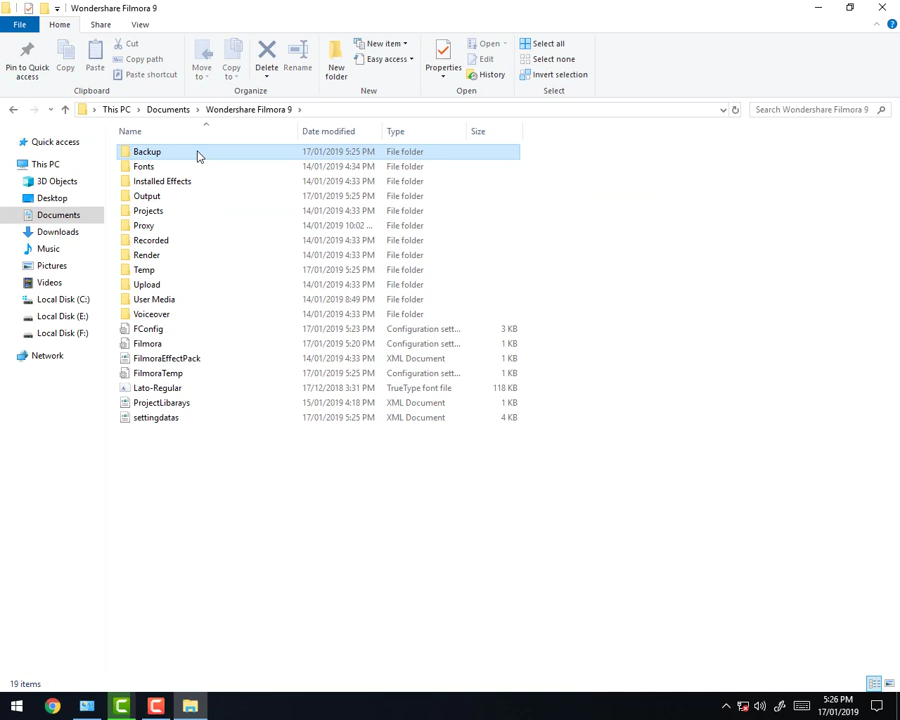 Wondershare Filmora 9
File Home Share View
Pin to Quick access
Copy
Paste
Cut
Copy path
Paste shortcut
Clipboard
Move to
Copy to
Delete
Rename
Organize
New folder
New item
Easy access
New
Properties
Open
Edit
History
Open
Select all
Select none
Invert selection
Select
This PC > Documents > Wondershare Filmora 9 >
Search Wondershare Filmora 9
Quick access
This PC
3D Objects
Desktop
Documents
Downloads
Music
Pictures
Videos
Local Disk (C:)
Local Disk (E:)
Local Disk (F:)
Network
Name Date modified Type Size
Backup 17/01/2019 5:25 PM File folder
Fonts 14/01/2019 4:34 PM File folder
Installed Effects 14/01/2019 4:33 PM File folder
Output 17/01/2019 5:25 PM File folder
Projects 14/01/2019 4:33 PM File folder
Proxy 14/01/2019 10:02 ... File folder
Recorded 14/01/2019 4:33 PM File folder
Render 14/01/2019 4:33 PM File folder
Temp 17/01/2019 5:25 PM File folder
Upload 14/01/2019 4:33 PM File folder
User Media 14/01/2019 8:49 PM File folder
Voiceover 14/01/2019 4:33 PM File folder
FConfig 17/01/2019 5:23 PM Configuration sett... 3 KB
Filmora 17/01/2019 5:20 PM Configuration sett... 1 KB
FilmoraEffectPack 14/01/2019 4:33 PM XML Document 1 KB
FilmoraTemp 17/01/2019 5:25 PM Configuration sett... 1 KB
Lato-Regular 17/12/2018 3:31 PM TrueType font file 118 KB
ProjectLibarays 15/01/2019 4:18 PM XML Document 1 KB
settingdatas 17/01/2019 5:25 PM XML Document 4 KB
19 items
5:26 PM
17/01/2019